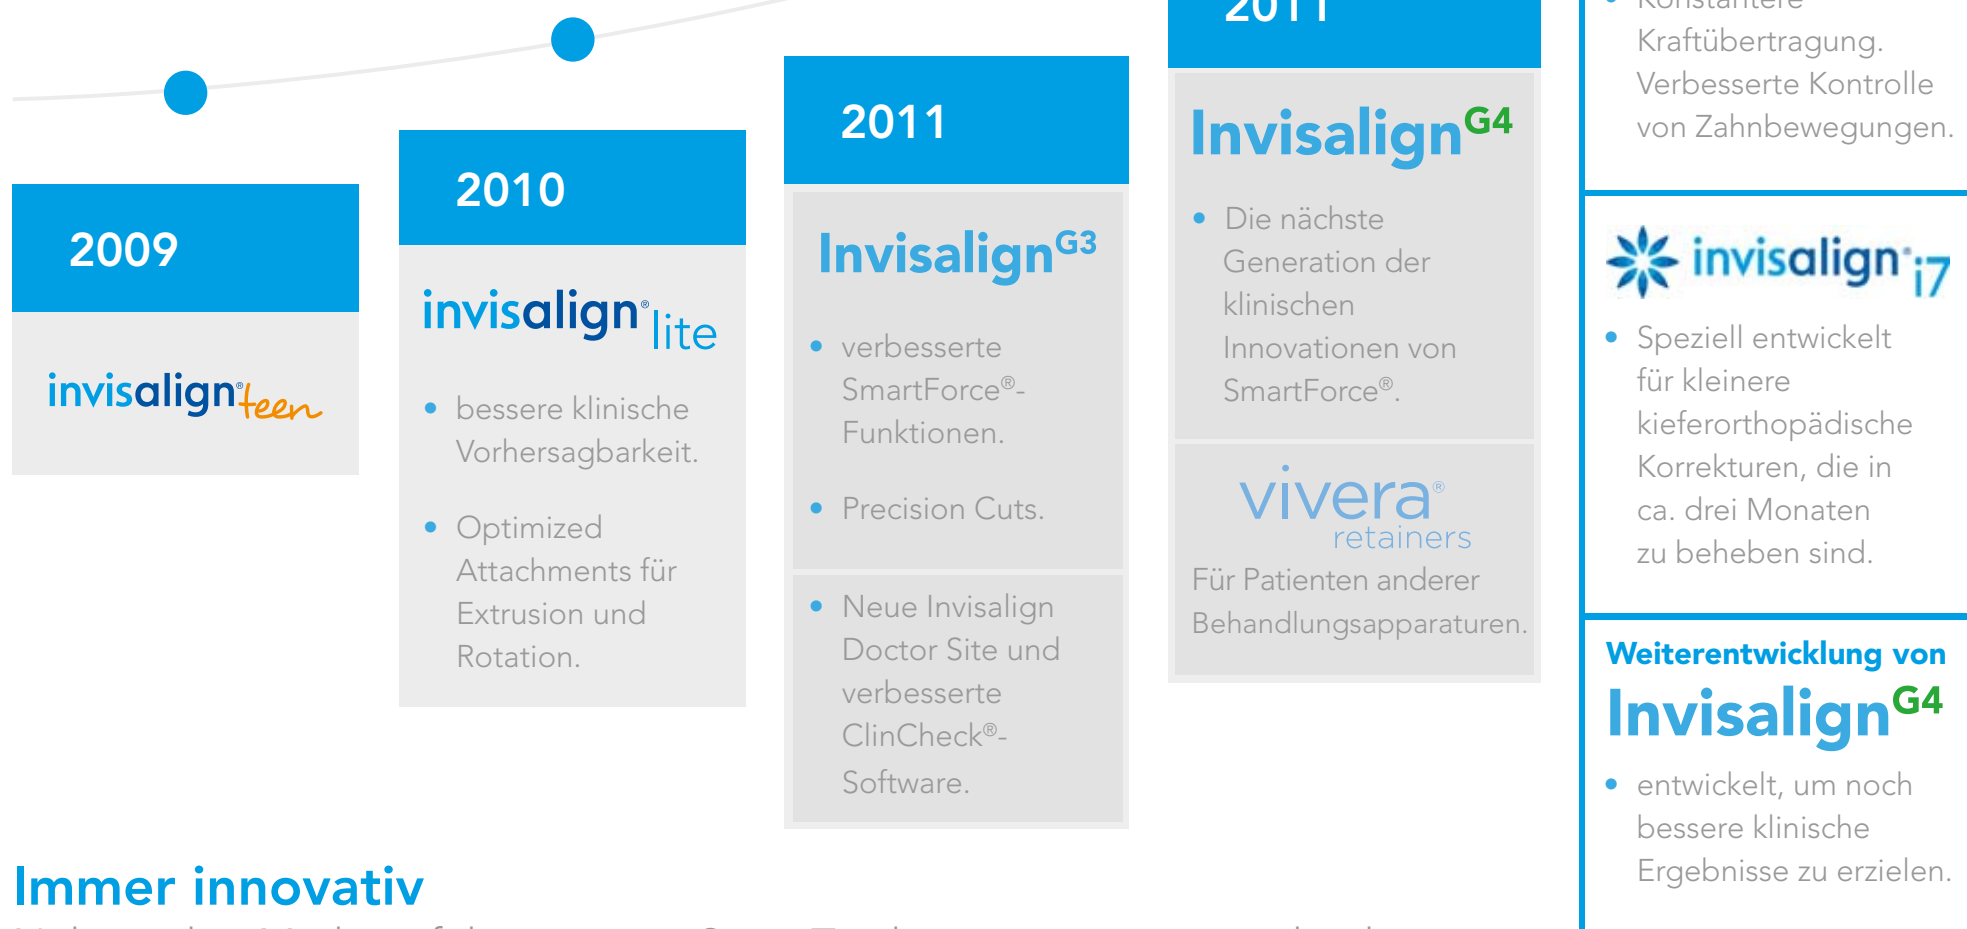 2009
invisalign® teen
2010
invisalign® lite
• bessere klinische
Vorhersagbarkeit.
• Optimized
Attachments für
Extrusion und
Rotation.
2011
Invisalign G3
• verbesserte
SmartForce®-
Funktionen.
• Precision Cuts.
• Neue Invisalign
Doctor Site und
verbesserte
ClinCheck®-
Software.
2011
Invisalign G4
• Die nächste
Generation der
klinischen
Innovationen von
SmartForce®.
vivera®
retainers
Für Patienten anderer
Behandlungsapparaturen.
• Konstantere
Kraftübertragung.
Verbesserte Kontrolle
von Zahnbewegungen.
invisalign® i7
• Speziell entwickelt
für kleinere
kieferorthopädische
Korrekturen, die in
ca. drei Monaten
zu beheben sind.
Weiterentwicklung von
Invisalign G4
• entwickelt, um noch
bessere klinische
Ergebnisse zu erzielen.
Immer innovativ